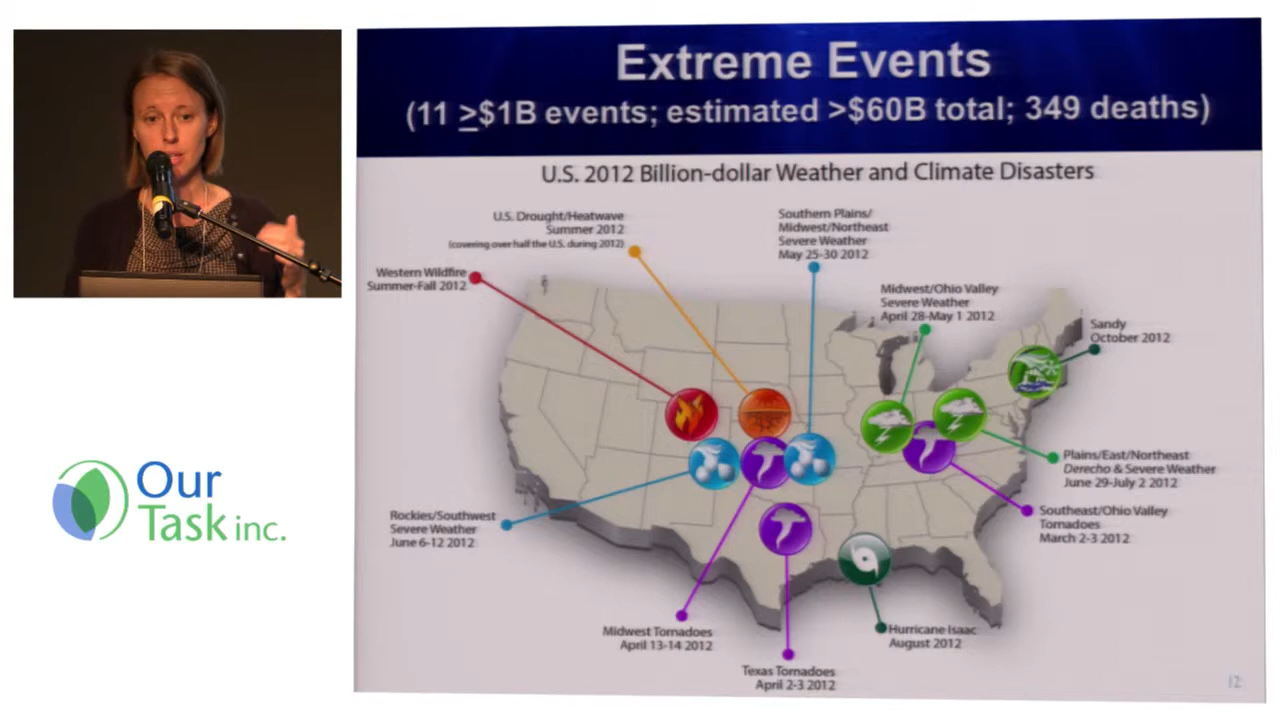 Extreme Events
(11 >$1B events; estimated >$60B total; 349 deaths)
U.S. 2012 Billion-dollar Weather and Climate Disasters
U.S. Drought/Heatwave
Summer 2012
(covering over half the U.S. during 2012)
Southern Plains/
Midwest/Northeast
Severe Weather
May 25-30 2012
Western Wildfire
Summer-Fall 2012
Midwest/Ohio Valley
Severe Weather
April 28-May 1 2012
Sandy
October 2012
Plains/East/Northeast
Derecho & Severe Weather
June 29-July 2 2012
Our
Task inc.
Rockies/Southwest
Severe Weather
June 6-12 2012
Southeast/Ohio Valley
Tornadoes
March 2-3 2012
Midwest Tornadoes
April 13-14 2012
Hurricane Isaac
August 2012
Texas Tornadoes
April 2-3 2012
12